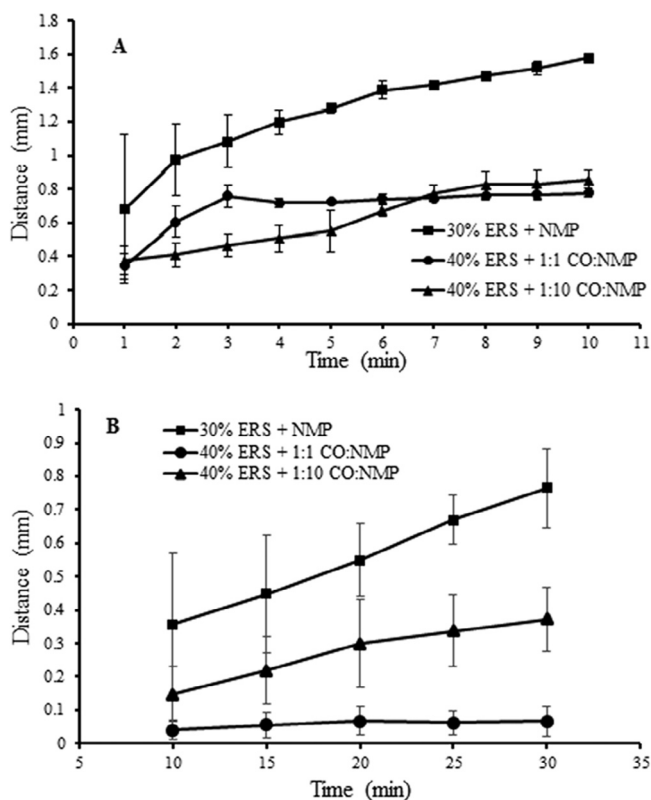 A
1.8
1.6
1.4
1.2
1
0.8
0.6
0.4
0.2
0
Distance (mm)
30% ERS + NMP
40% ERS + 1:1 CO:NMP
40% ERS + 1:10 CO:NMP
0 1 2 3 4 5 6 7 8 9 10 11
Time (min)
B
1
0.9
0.8
0.7
0.6
0.5
0.4
0.3
0.2
0.1
0
Distance (mm)
30% ERS + NMP
40% ERS + 1:1 CO:NMP
40% ERS + 1:10 CO:NMP
5 10 15 20 25 30 35
Time (min)